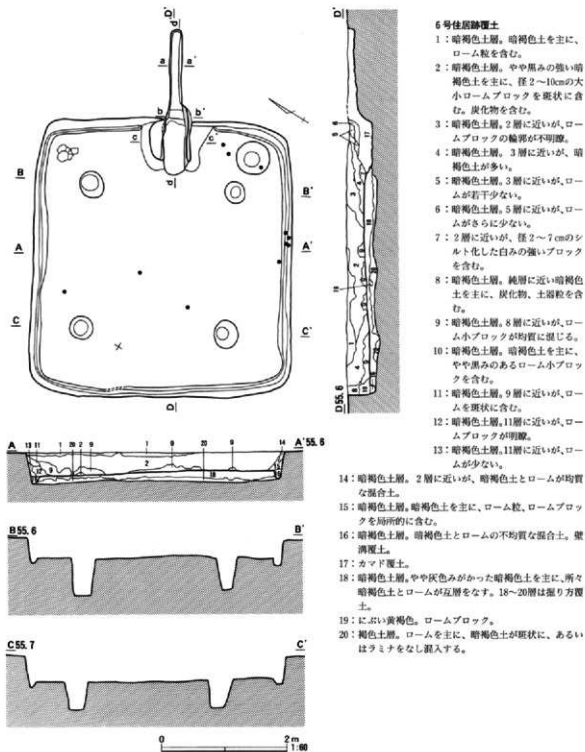 6号住居跡覆土
1：暗褐色土層。暗褐色土を主に、
ローム粒を含む。
2：暗褐色土層。やや黒みの強い暗
褐色土を主に、径2～10cmの大
小ロームブロックを斑状に含
む。炭化物を含む。
3：暗褐色土層。2層に近いが、ロー
ムブロックの輪郭が不明瞭。
4：暗褐色土層。3層に近いが、暗
褐色土が多い。
5：暗褐色土層。3層に近いが、ロー
ムが若干少ない。
6：暗褐色土層。5層に近いが、ロー
ムがさらに少ない。
7：2層に近いが、径2～7cmのシ
ルト化した白みの強いブロック
を含む。
8：暗褐色土層。純層に近い暗褐色
土を主に、炭化物、土器粒を含
む。
9：暗褐色土層。8層に近いが、ロー
ム小ブロックが均質に混じる。
10：暗褐色土層。暗褐色土を主に、
やや黒みのあるローム小ブロッ
クを含む。
11：暗褐色土層。9層に近いが、ロー
ムを斑状に含む。
12：暗褐色土層。11層に近いが、ロー
ムブロックが明瞭。
13：暗褐色土層。11層に近いが、ロー
ムが少ない。
14：暗褐色土層。2層に近いが、暗褐色土とロームが均質
な混合土。
15：暗褐色土層。暗褐色土を主に、ローム粒、ロームブロッ
クを局所的に含む。
16：暗褐色土層。暗褐色土とロームの不均質な混合土。壁
溝覆土。
17：カマド覆土。
18：暗褐色土層。やや灰色みがかった暗褐色土を主に、所々
暗褐色土とロームが互層をなす。18～20層は掘り方覆
土。
19：にぶい黄褐色。ロームブロック。
20：褐色土層。ロームを主に、暗褐色土が斑状に、あるい
はラミナをなし混入する。
D'
d'
a a'
b b'
c c'
d
B B'
A A'
C C'
D
D'
D55.6
A A'55.6
13 11 1 20 2 9 1 9 20 9 14
2
18
B55.6 B'
C55.7 C'
0 2m
1:60